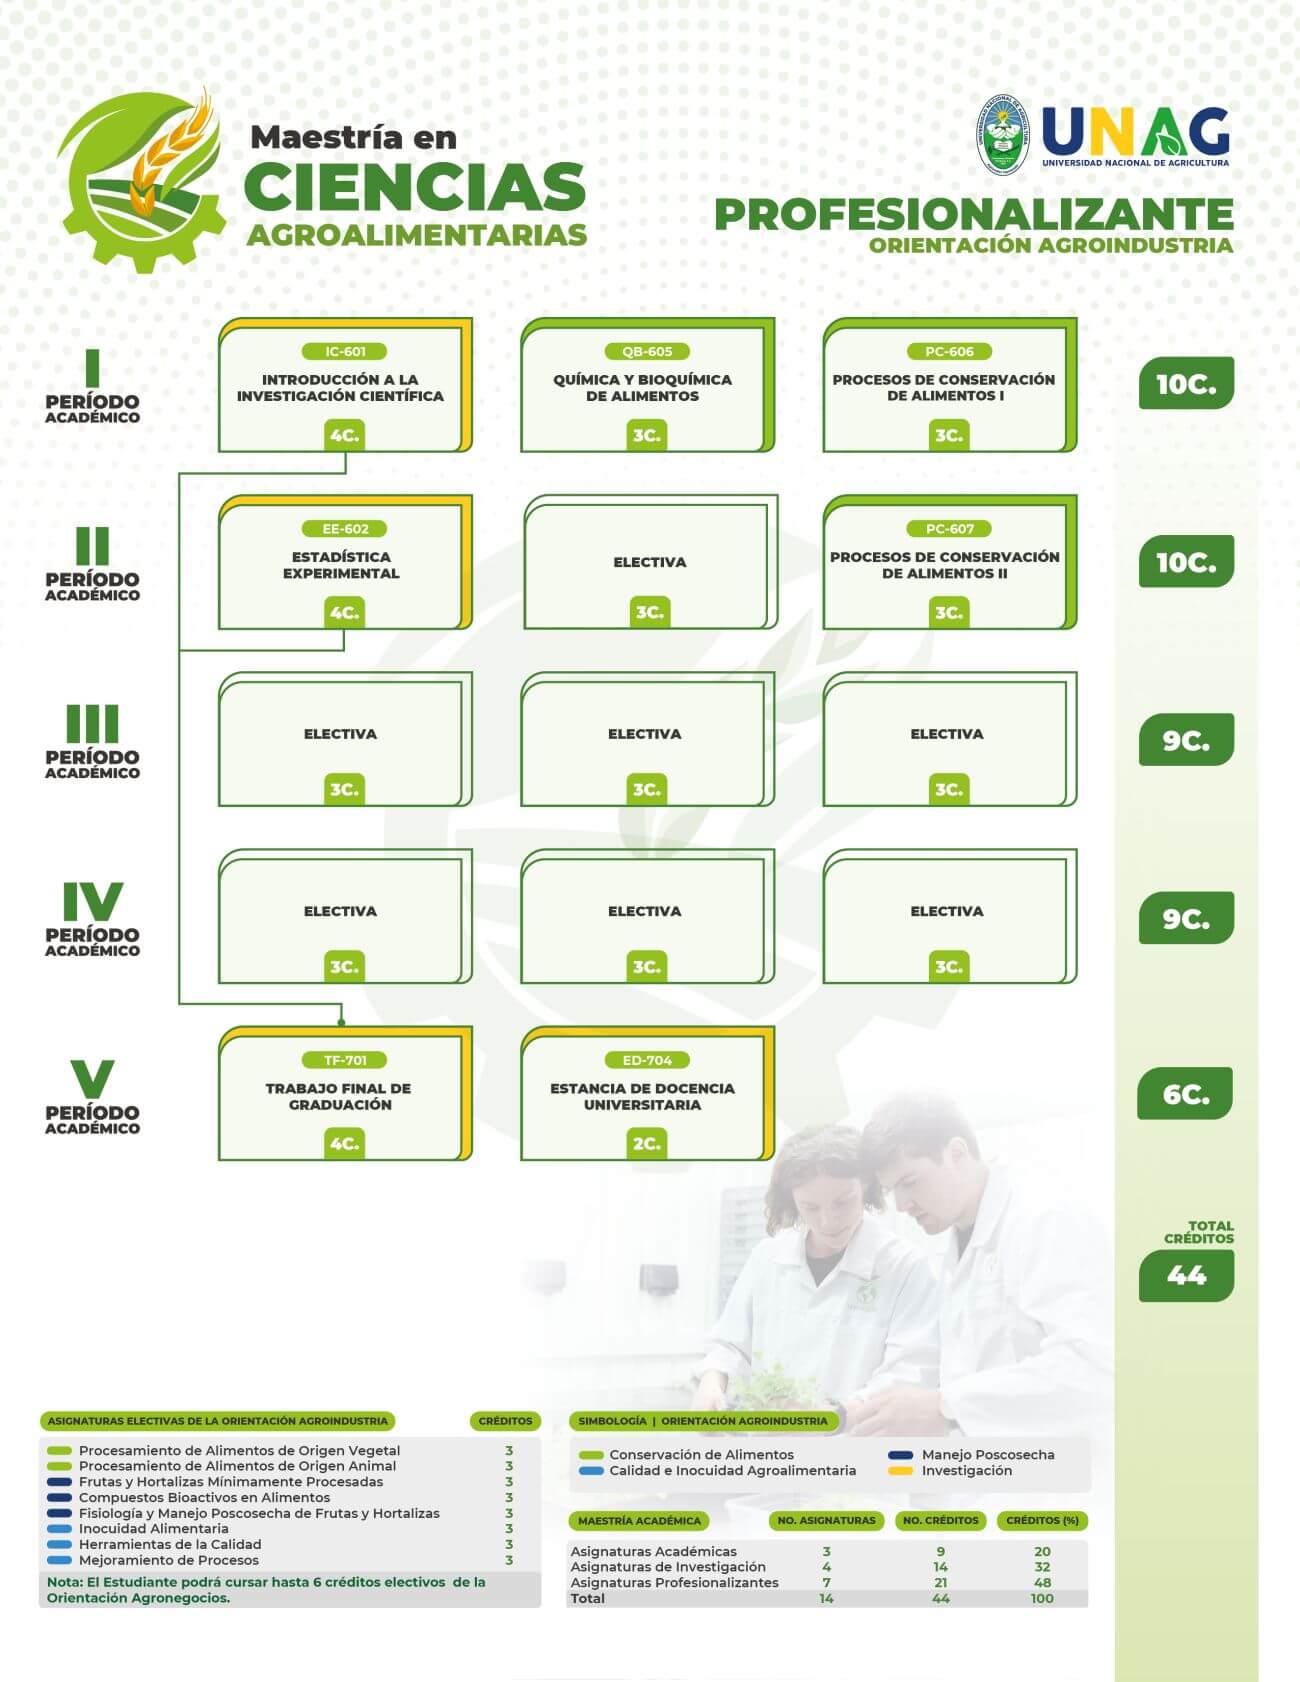 Maestría en
CIENCIAS
AGROALIMENTARIAS
UNAG
UNIVERSIDAD NACIONAL DE AGRICULTURA
PROFESIONALIZANTE
ORIENTACIÓN AGROINDUSTRIA
I
PERÍODO
ACADÉMICO
IC-601
INTRODUCCIÓN A LA
INVESTIGACIÓN CIENTÍFICA
4C.
QB-605
QUÍMICA Y BIOQUÍMICA
DE ALIMENTOS
3C.
PC-606
PROCESOS DE CONSERVACIÓN
DE ALIMENTOS I
3C.
10C.
II
PERÍODO
ACADÉMICO
EE-602
ESTADÍSTICA
EXPERIMENTAL
4C.
ELECTIVA
3C.
PC-607
PROCESOS DE CONSERVACIÓN
DE ALIMENTOS II
3C.
10C.
III
PERÍODO
ACADÉMICO
ELECTIVA
3C.
ELECTIVA
3C.
ELECTIVA
3C.
9C.
IV
PERÍODO
ACADÉMICO
ELECTIVA
3C.
ELECTIVA
3C.
ELECTIVA
3C.
9C.
V
PERÍODO
ACADÉMICO
TF-701
TRABAJO FINAL DE
GRADUACIÓN
4C.
ED-704
ESTANCIA DE DOCENCIA
UNIVERSITARIA
2C.
6C.
TOTAL
CRÉDITOS
44
ASIGNATURAS ELECTIVAS DE LA ORIENTACIÓN AGROINDUSTRIA CRÉDITOS
Procesamiento de Alimentos de Origen Vegetal 3
Procesamiento de Alimentos de Origen Animal 3
Frutas y Hortalizas Mínimamente Procesadas 3
Compuestos Bioactivos en Alimentos 3
Fisiología y Manejo Poscosecha de Frutas y Hortalizas 3
Inocuidad Alimentaria 3
Herramientas de la Calidad 3
Mejoramiento de Procesos 3
Nota: El Estudiante podrá cursar hasta 6 créditos electivos de la
Orientación Agronegocios.
SIMBOLOGÍA | ORIENTACIÓN AGROINDUSTRIA
Conservación de Alimentos Manejo Poscosecha
Calidad e Inocuidad Agroalimentaria Investigación
MAESTRÍA ACADÉMICA NO. ASIGNATURAS NO. CRÉDITOS CRÉDITOS (%)
Asignaturas Académicas 3 9 20
Asignaturas de Investigación 4 14 32
Asignaturas Profesionalizantes 7 21 48
Total 14 44 100